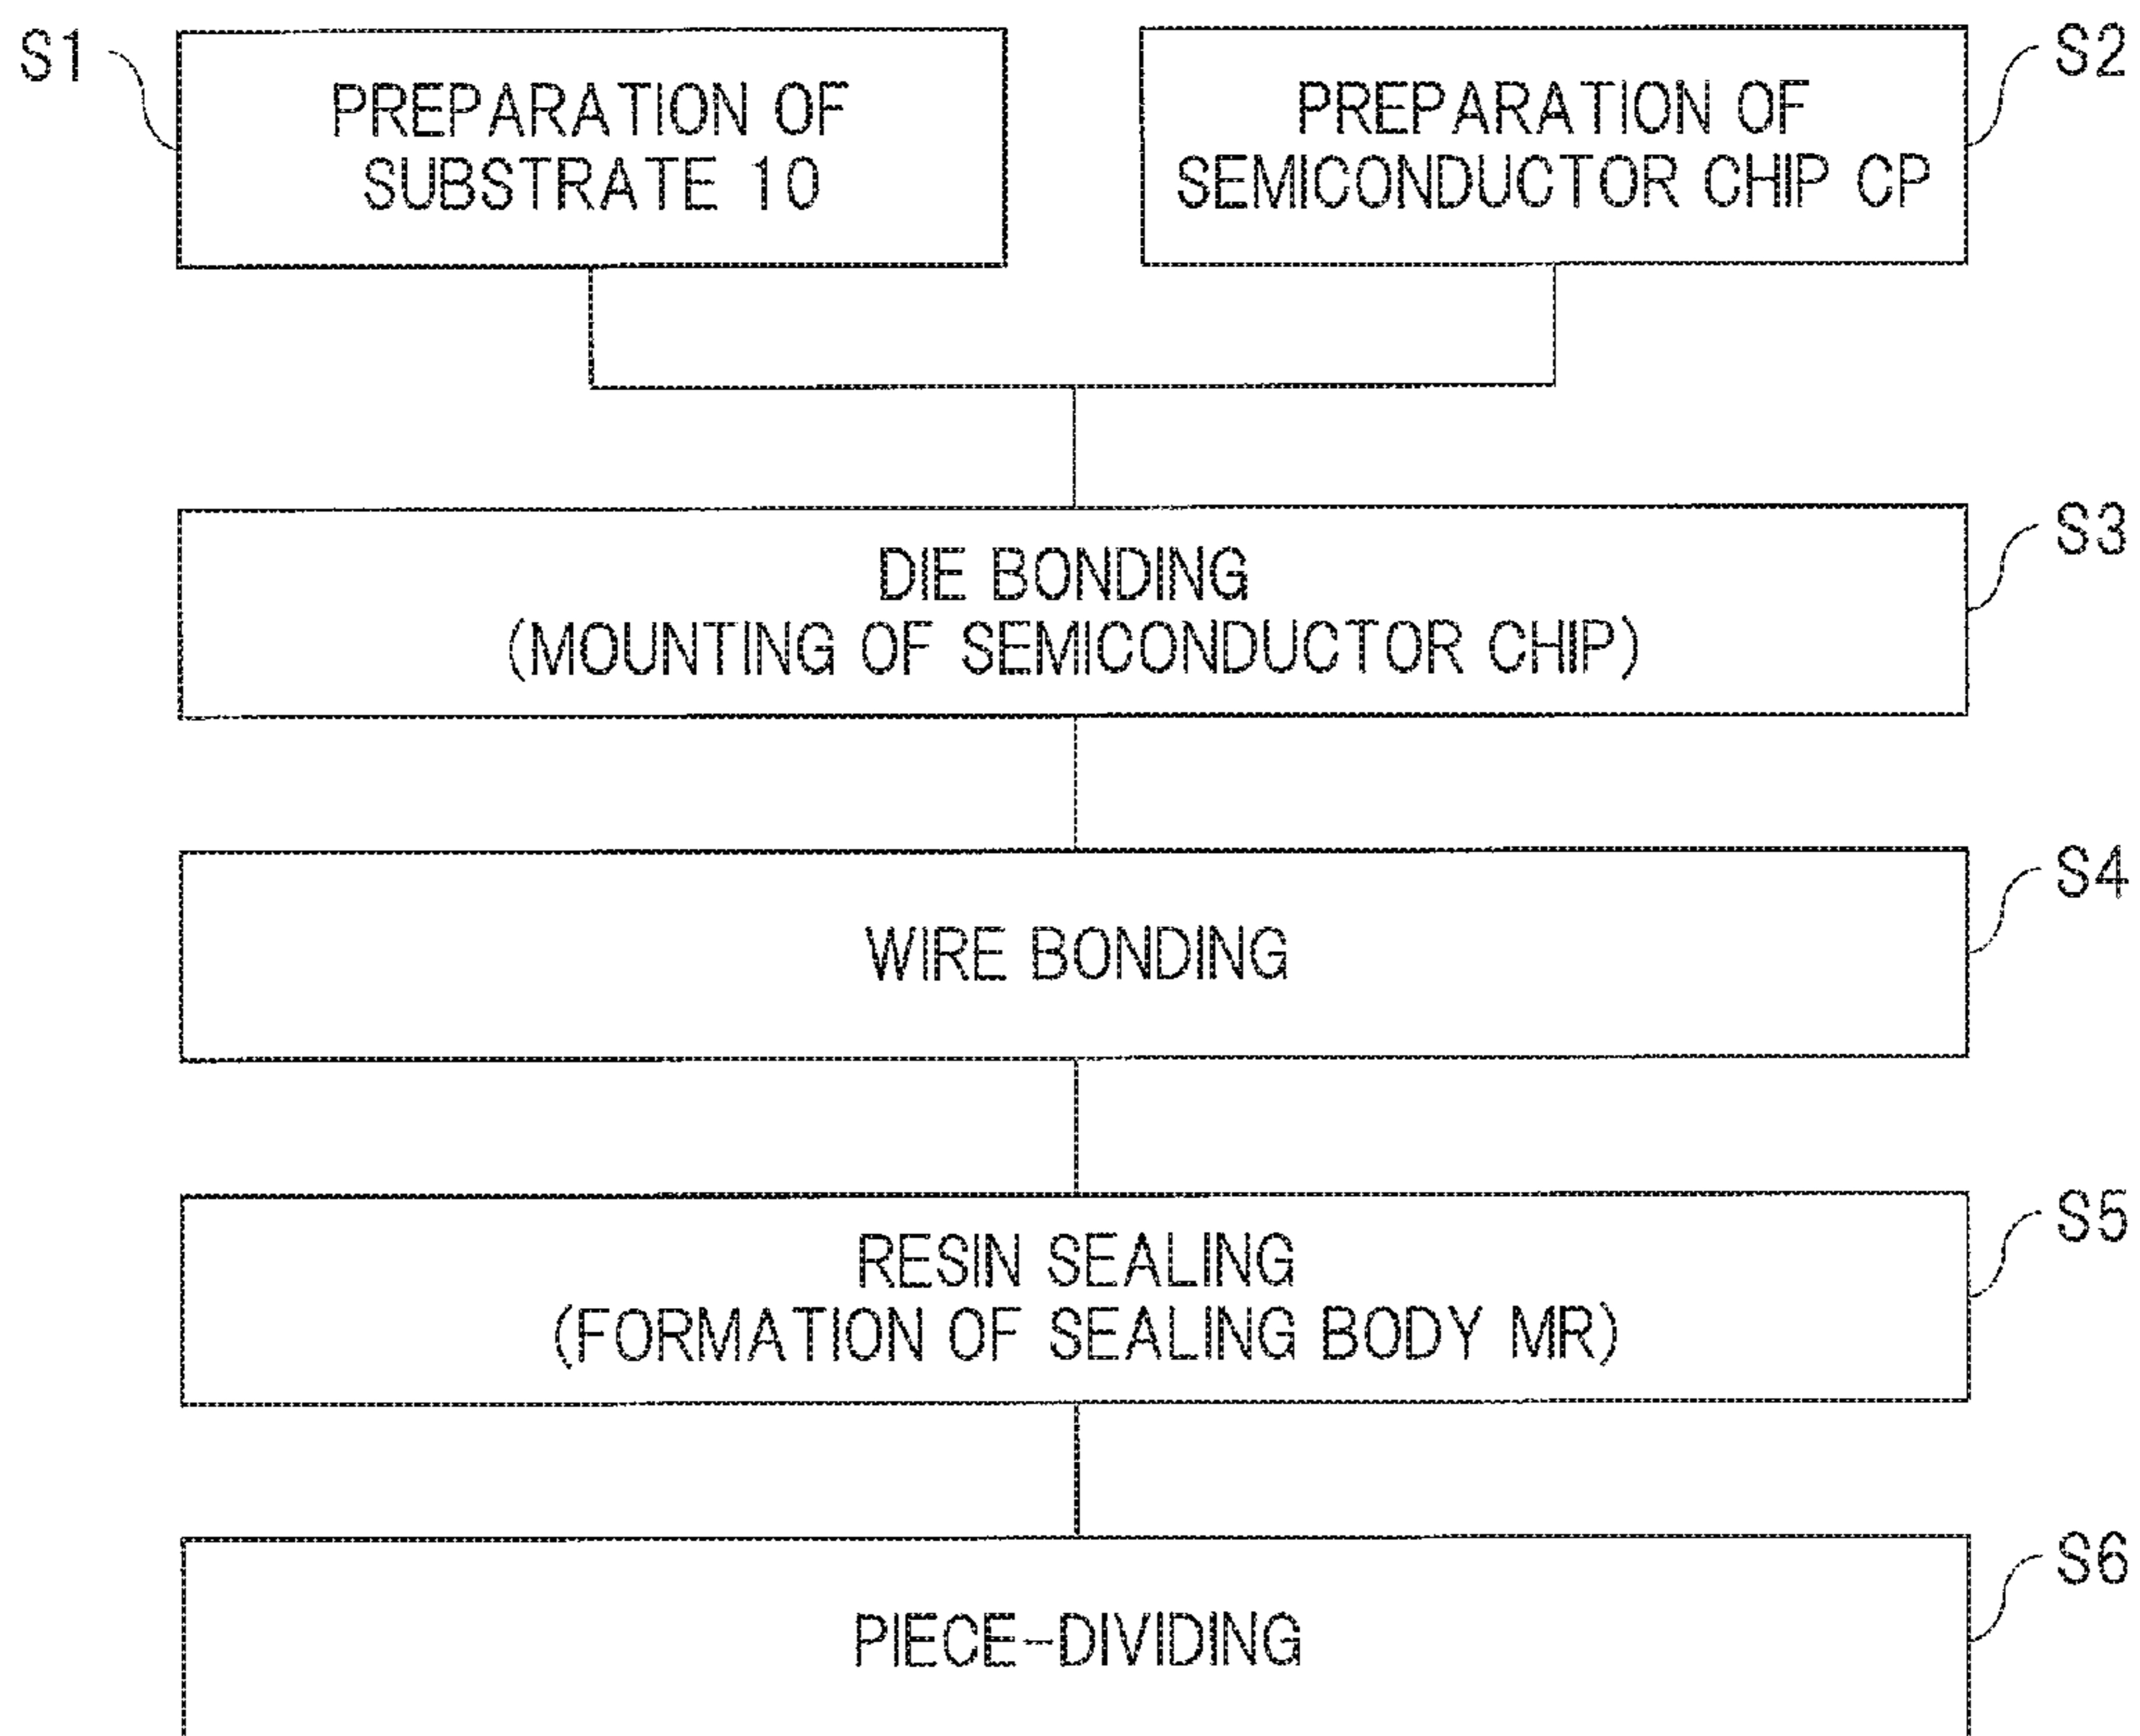 S1
PREPARATION OF
SUBSTRATE 10
PREPARATION OF
SEMICONDUCTOR CHIP CP
S2
DIE BONDING
(MOUNTING OF SEMICONDUCTOR CHIP)
S3
WIRE BONDING
S4
RESIN SEALING
(FORMATION OF SEALING BODY MR)
S5
PIECE-DIVIDING
S6